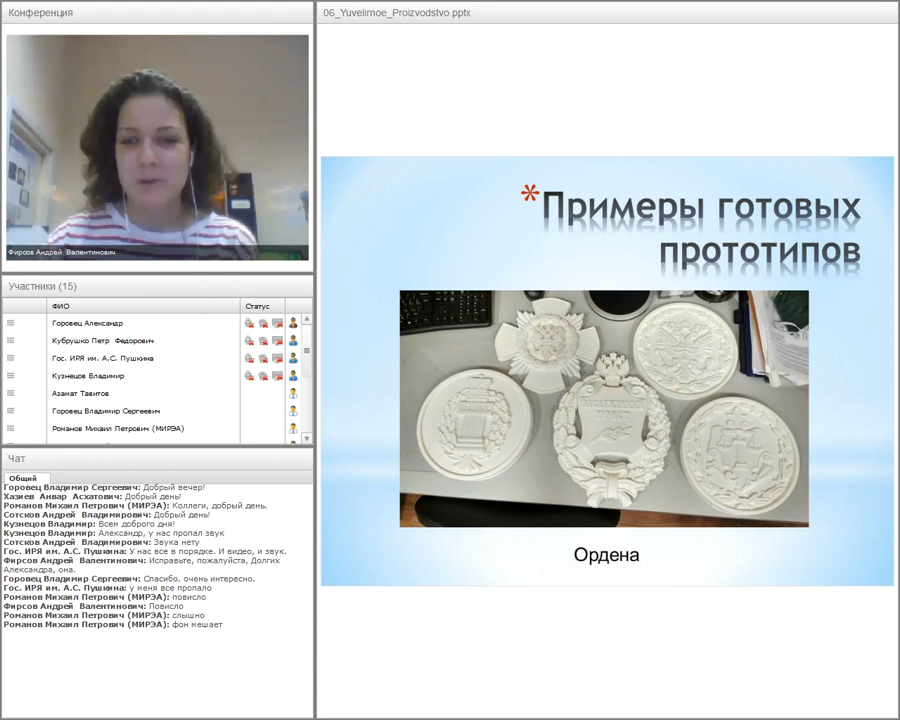 Конференция
Фирсов Андрей Валентинович
Участники (15)
ФИО
Статус
Горовец Александр
Кубрушко Петр Федорович
Гос. ИРЯ им. А.С. Пушкина
Кузнецов Владимир
Азамат Тавитов
Горовец Владимир Сергеевич
Романов Михаил Петрович (МИРЭА)
Чат
Общий
Горовец Владимир Сергеевич: Добрый вечер!
Хазиев Анвар Асхатович: Добрый день!
Романов Михаил Петрович (МИРЭА): Коллеги, добрый день.
Сотсков Андрей Владимирович: Добрый день!
Кузнецов Владимир: Всем доброго дня!
Кузнецов Владимир: Александр, у нас пропал звук
Сотсков Андрей Владимирович: Звука нету
Гос. ИРЯ им. А.С. Пушкина: У нас все в порядке. И видео, и звук.
Фирсов Андрей Валентинович: Исправьте, пожалуйста, Долгих
Александра, она.
Горовец Владимир Сергеевич: Спасибо. очень интересно.
Гос. ИРЯ им. А.С. Пушкина: у меня все пропало
Романов Михаил Петрович (МИРЭА): повисло
Фирсов Андрей Валентинович: Повисло
Романов Михаил Петрович (МИРЭА): слышно
Романов Михаил Петрович (МИРЭА): фон мешает
06_Yuvelirnoe_Proizvodstvo.pptx
*Примеры готовых
прототипов
Ордена